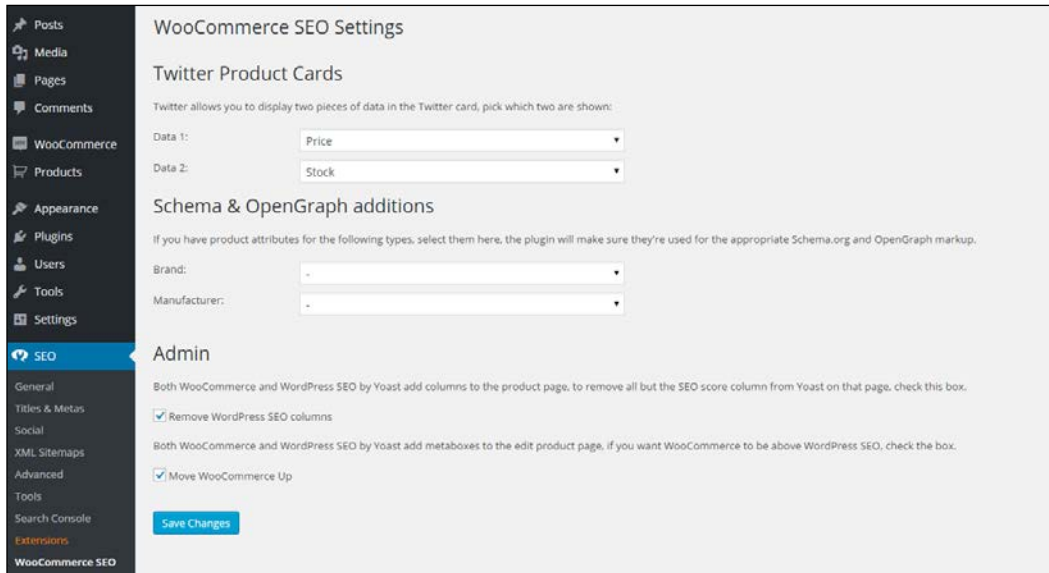 Posts
Media
Pages
Comments
WooCommerce
Products
Appearance
Plugins
Users
Tools
Settings
SEO
General
Titles & Metas
Social
XML Sitemaps
Advanced
Tools
Search Console
Extensions
WooCommerce SEO
WooCommerce SEO Settings
Twitter Product Cards
Twitter allows you to display two pieces of data in the Twitter card, pick which two are shown:
Data 1:
Price
Data 2:
Stock
Schema & OpenGraph additions
If you have product attributes for the following types, select them here, the plugin will make sure they're used for the appropriate Schema.org and OpenGraph markup.
Brand:
-
Manufacturer:
-
Admin
Both WooCommerce and WordPress SEO by Yoast add columns to the product page, to remove all but the SEO score column from Yoast on that page, check this box.
Remove WordPress SEO columns
Both WooCommerce and WordPress SEO by Yoast add metaboxes to the edit product page, if you want WooCommerce to be above WordPress SEO, check the box.
Move WooCommerce Up
Save Changes